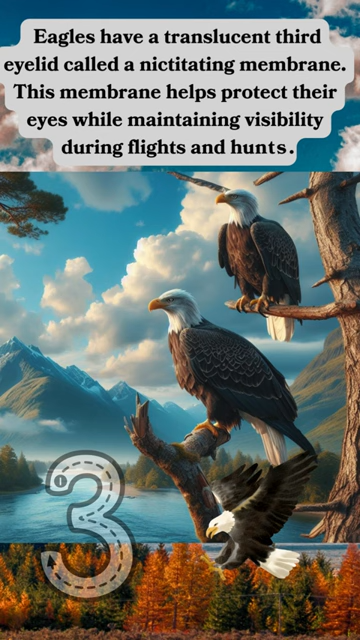 Eagles have a translucent third
eyelid called a nictitating membrane.
This membrane helps protect their
eyes while maintaining visibility
during flights and hunts.
3